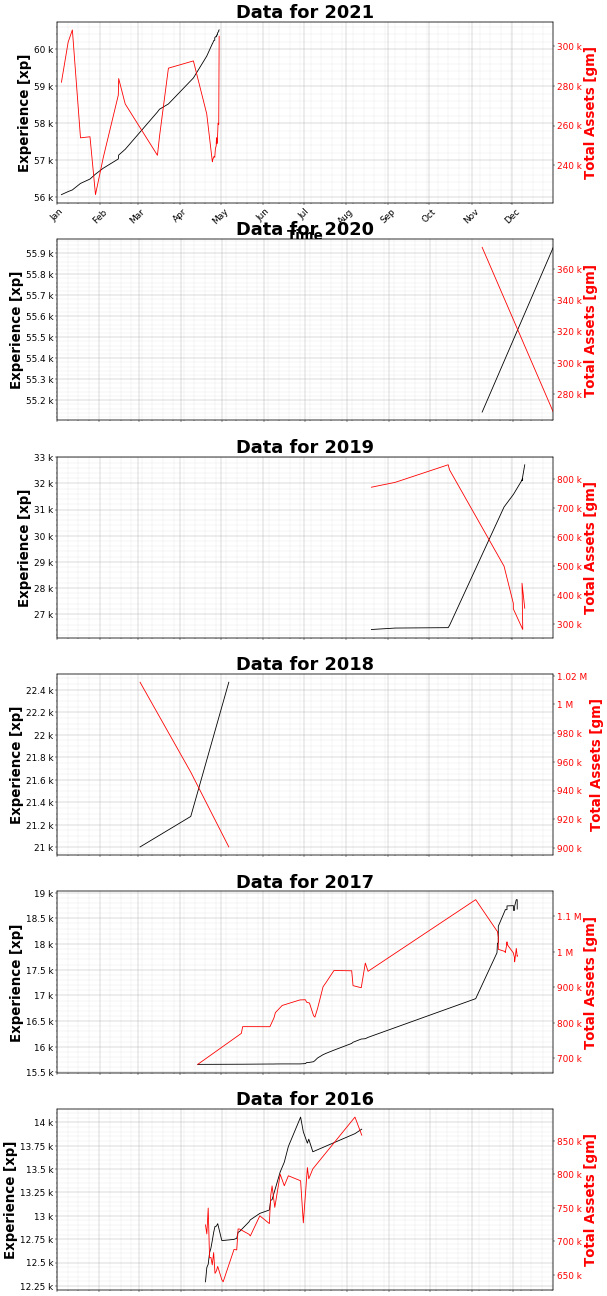 Data for 2021
60 k
59 k
58 k
57 k
56 k
Experience [xp]
300 k
280 k
260 k
240 k
Total Assets [gm]
Jan
Feb
Mar
Apr
May
Jun
Jul
Aug
Sep
Oct
Nov
Dec
Time
Data for 2020
55.9 k
55.8 k
55.7 k
55.6 k
55.5 k
55.4 k
55.3 k
55.2 k
Experience [xp]
360 k
340 k
320 k
300 k
280 k
Total Assets [gm]
Data for 2019
33 k
32 k
31 k
30 k
29 k
28 k
27 k
Experience [xp]
800 k
700 k
600 k
500 k
400 k
300 k
Total Assets [gm]
Data for 2018
22.4 k
22.2 k
22 k
21.8 k
21.6 k
21.4 k
21.2 k
21 k
Experience [xp]
1.02 M
1 M
980 k
960 k
940 k
920 k
900 k
Total Assets [gm]
Data for 2017
19 k
18.5 k
18 k
17.5 k
17 k
16.5 k
16 k
15.5 k
Experience [xp]
1.1 M
1 M
900 k
800 k
700 k
Total Assets [gm]
Data for 2016
14 k
13.75 k
13.5 k
13.25 k
13 k
12.75 k
12.5 k
12.25 k
Experience [xp]
850 k
800 k
750 k
700 k
650 k
Total Assets [gm]